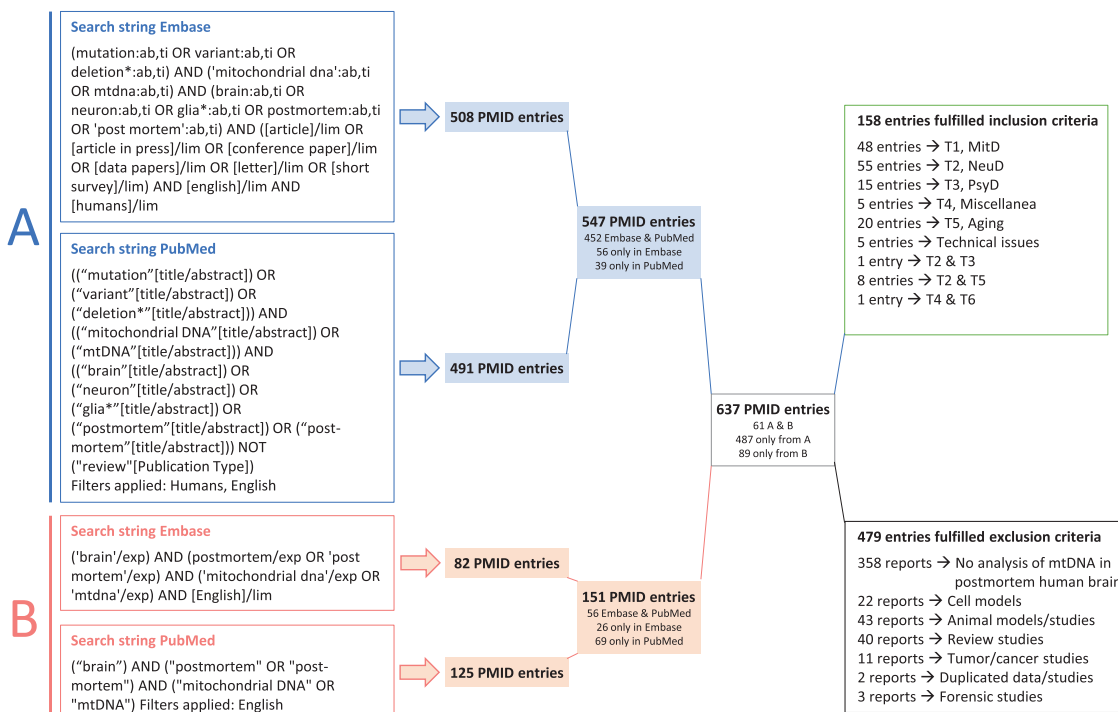 A
Search string Embase
(mutation:ab,ti OR variant:ab,ti OR
deletion*:ab,ti) AND ('mitochondrial dna':ab,ti
OR mtdna:ab,ti) AND (brain:ab,ti OR
neuron:ab,ti OR glia*:ab,ti OR postmortem:ab,ti
OR 'post mortem':ab,ti) AND ([article]/lim OR
[article in press]/lim OR [conference paper]/lim
OR [data papers]/lim OR [letter]/lim OR [short
survey]/lim) AND [english]/lim AND
[humans]/lim
Search string PubMed
((“mutation”[title/abstract]) OR
(“variant”[title/abstract]) OR
(“deletion*”[title/abstract])) AND
((“mitochondrial DNA”[title/abstract]) OR
(“mtDNA”[title/abstract])) AND
((“brain”[title/abstract]) OR
(“neuron”[title/abstract]) OR
(“glia*”[title/abstract]) OR
(“postmortem”[title/abstract]) OR (“post-
mortem”[title/abstract])) NOT
("review"[Publication Type])
Filters applied: Humans, English
B
Search string Embase
('brain'/exp) AND (postmortem/exp OR 'post
mortem'/exp) AND ('mitochondrial dna'/exp OR
'mtdna'/exp) AND [English]/lim
Search string PubMed
(“brain”) AND ("postmortem" OR "post-
mortem") AND ("mitochondrial DNA" OR
"mtDNA") Filters applied: English
508 PMID entries
491 PMID entries
82 PMID entries
125 PMID entries
547 PMID entries
452 Embase & PubMed
56 only in Embase
39 only in PubMed
151 PMID entries
56 Embase & PubMed
26 only in Embase
69 only in PubMed
637 PMID entries
61 A & B
487 only from A
89 only from B
158 entries fulfilled inclusion criteria
48 entries → T1, MitD
55 entries → T2, NeuD
15 entries → T3, PsyD
5 entries → T4, Miscellanea
20 entries → T5, Aging
5 entries → Technical issues
1 entry → T2 & T3
8 entries → T2 & T5
1 entry → T4 & T6
479 entries fulfilled exclusion criteria
358 reports → No analysis of mtDNA in
postmortem human brain
22 reports → Cell models
43 reports → Animal models/studies
40 reports → Review studies
11 reports → Tumor/cancer studies
2 reports → Duplicated data/studies
3 reports → Forensic studies